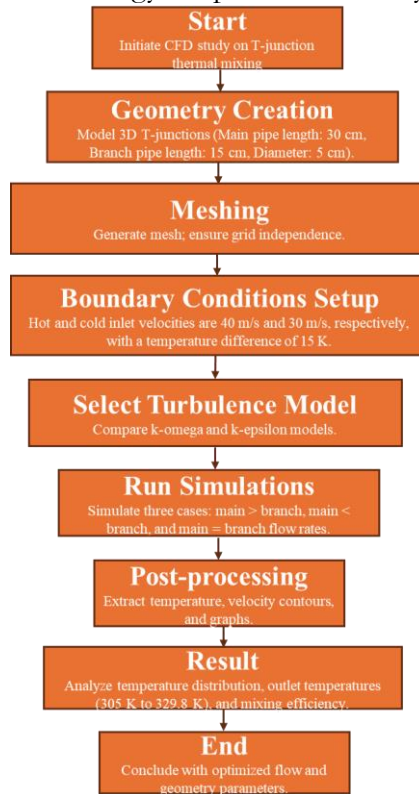 Start
Initiate CFD study on T-junction
thermal mixing
Geometry Creation
Model 3D T-junctions (Main pipe length: 30 cm,
Branch pipe length: 15 cm, Diameter: 5 cm).
Meshing
Generate mesh; ensure grid independence.
Boundary Conditions Setup
Hot and cold inlet velocities are 40 m/s and 30 m/s, respectively,
with a temperature difference of 15 K.
Select Turbulence Model
Compare k-omega and k-epsilon models.
Run Simulations
Simulate three cases: main > branch, main <
branch, and main = branch flow rates.
Post-processing
Extract temperature, velocity contours,
and graphs.
Result
Analyze temperature distribution, outlet temperatures
(305 K to 329.8 K), and mixing efficiency.
End
Conclude with optimized flow and
geometry parameters.